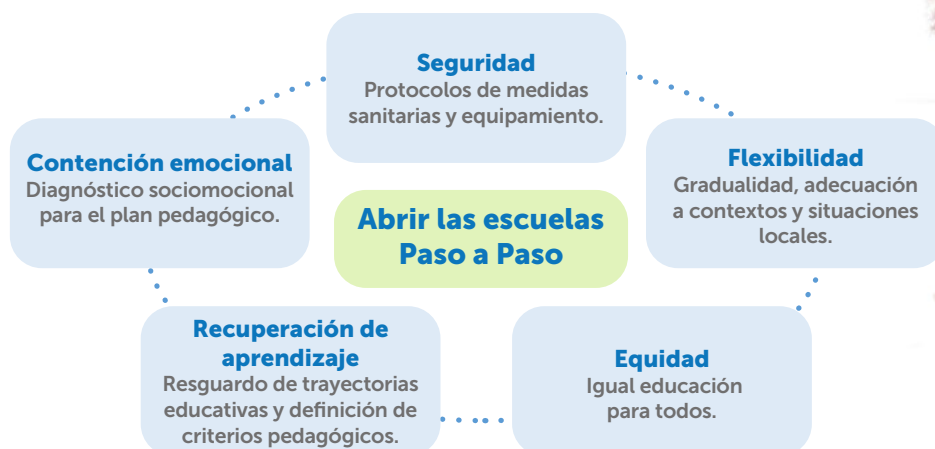 Seguridad
Protocolos de medidas
sanitarias y equipamiento.
Contención emocional
Diagnóstico sociomocional
para el plan pedagógico.
Flexibilidad
Gradualidad, adecuación
a contextos y situaciones
locales.
Abrir las escuelas
Paso a Paso
Recuperación de
aprendizaje
Resguardo de trayectorias
educativas y definición de
criterios pedagógicos.
Equidad
Igual educación
para todos.